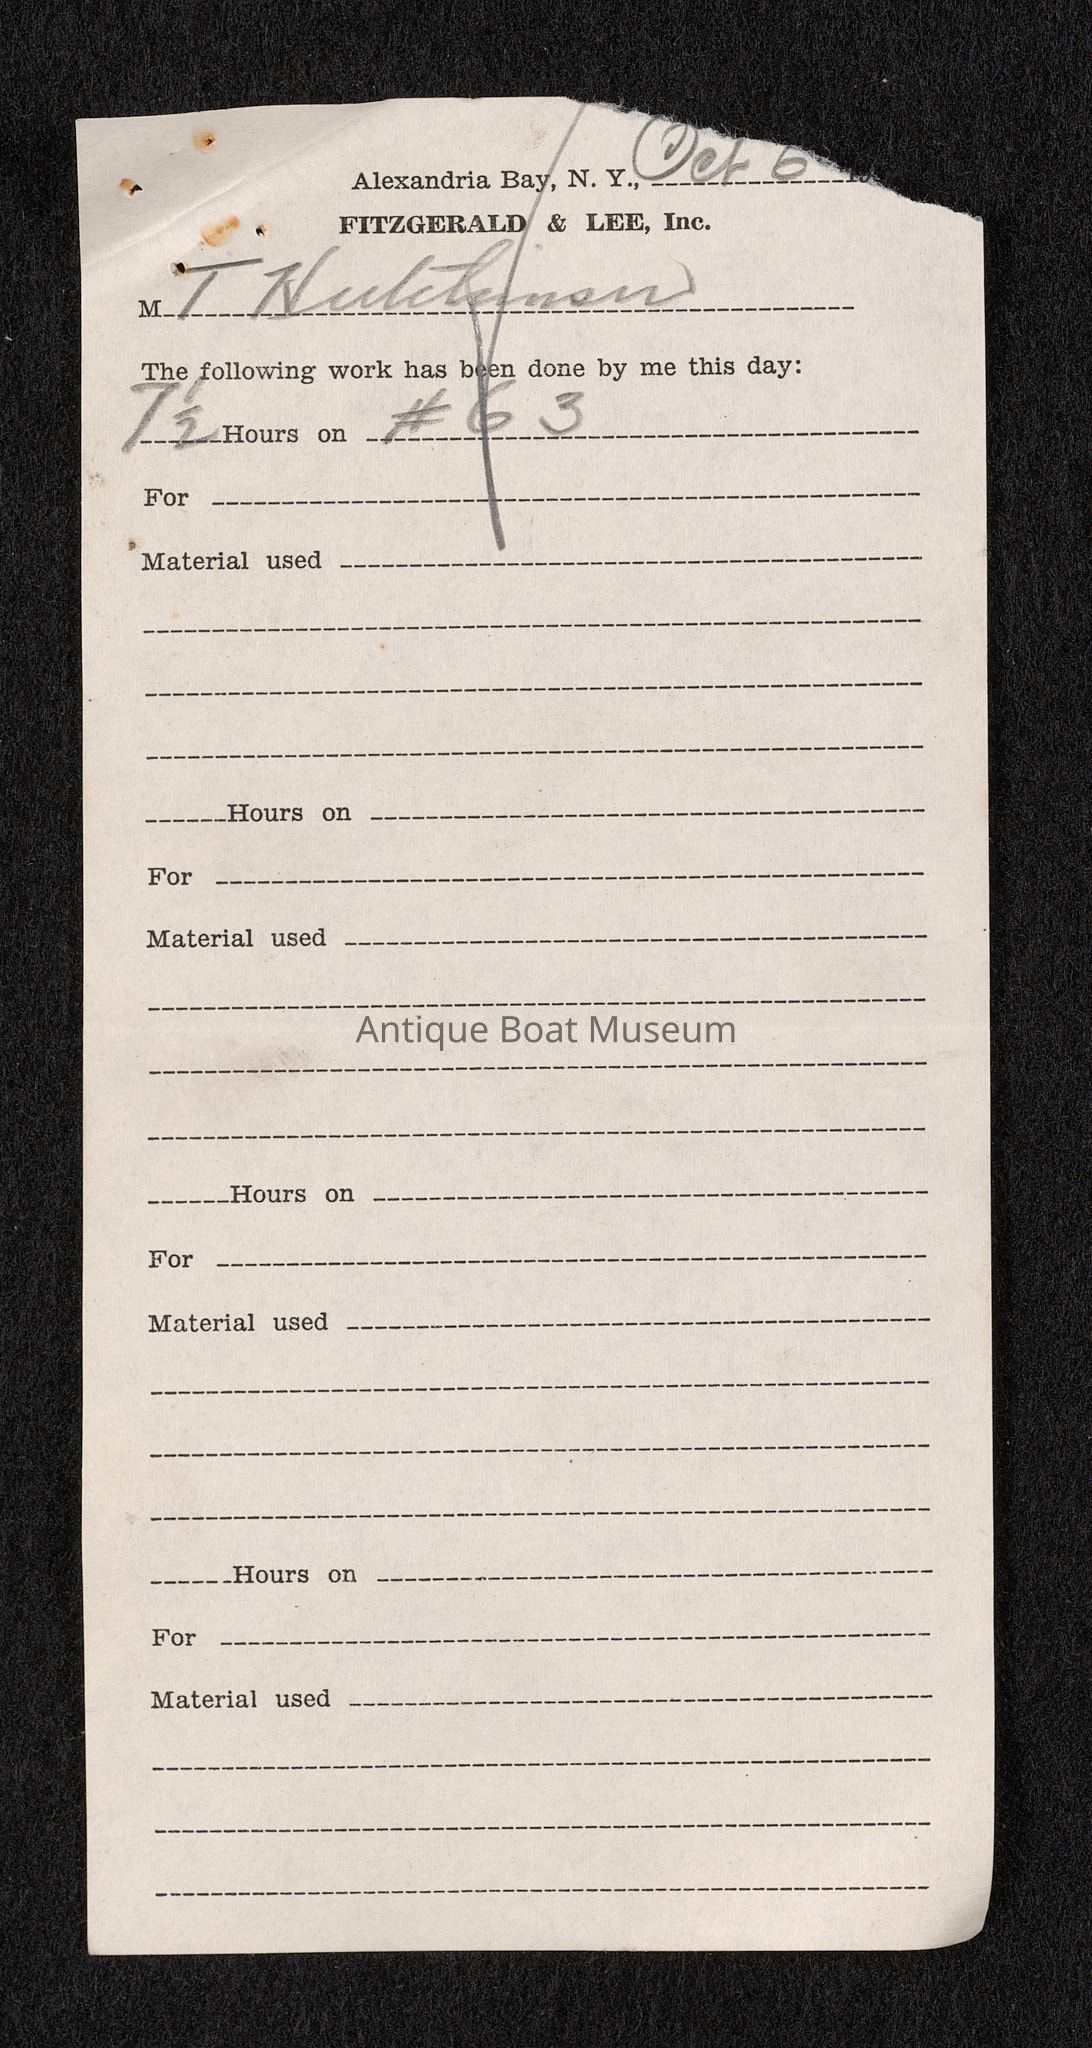 Alexandria Bay, N. Y., Oct 6 19
FITZGERALD & LEE, Inc.
M T Hutchinson
The following work has been done by me this day:
7½ Hours on #63
For
Material used
Hours on
For
Material used
Antique Boat Museum
Hours on
For
Material used
Hours on
For
Material used